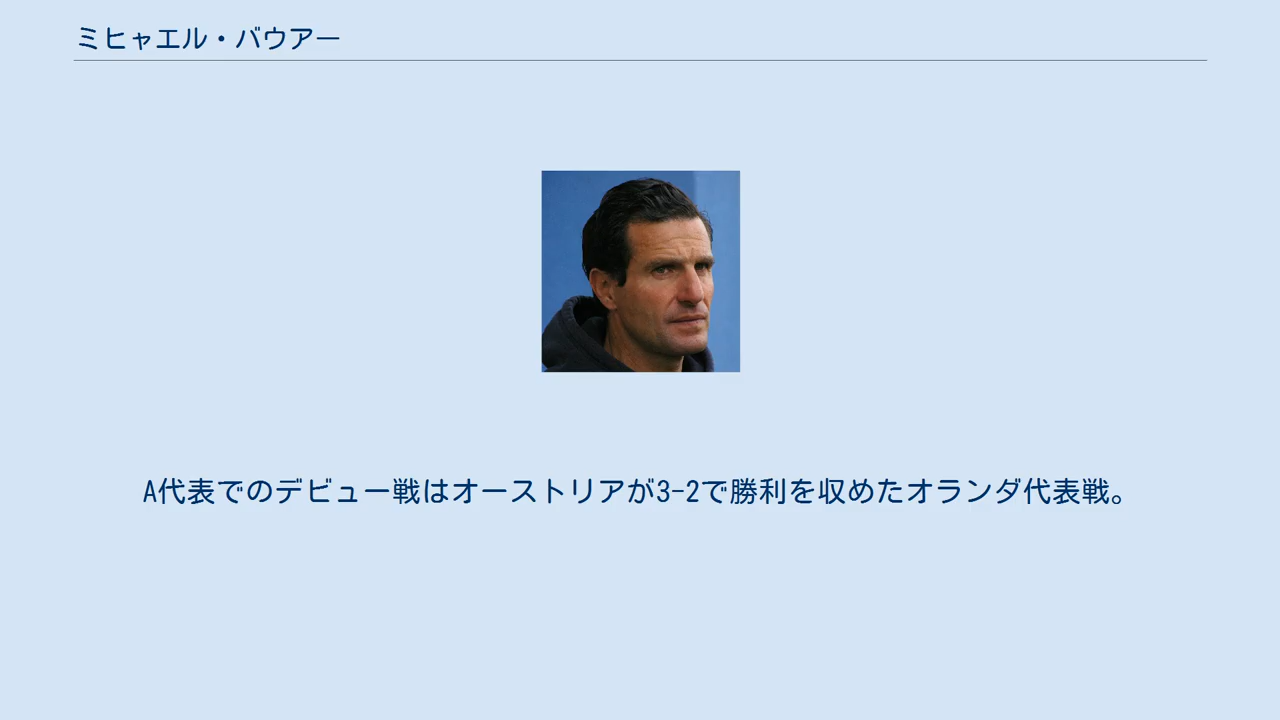 ミヒャエル・バウアー
A代表でのデビュー戦はオーストリアが3-2で勝利を収めたオランダ代表戦。